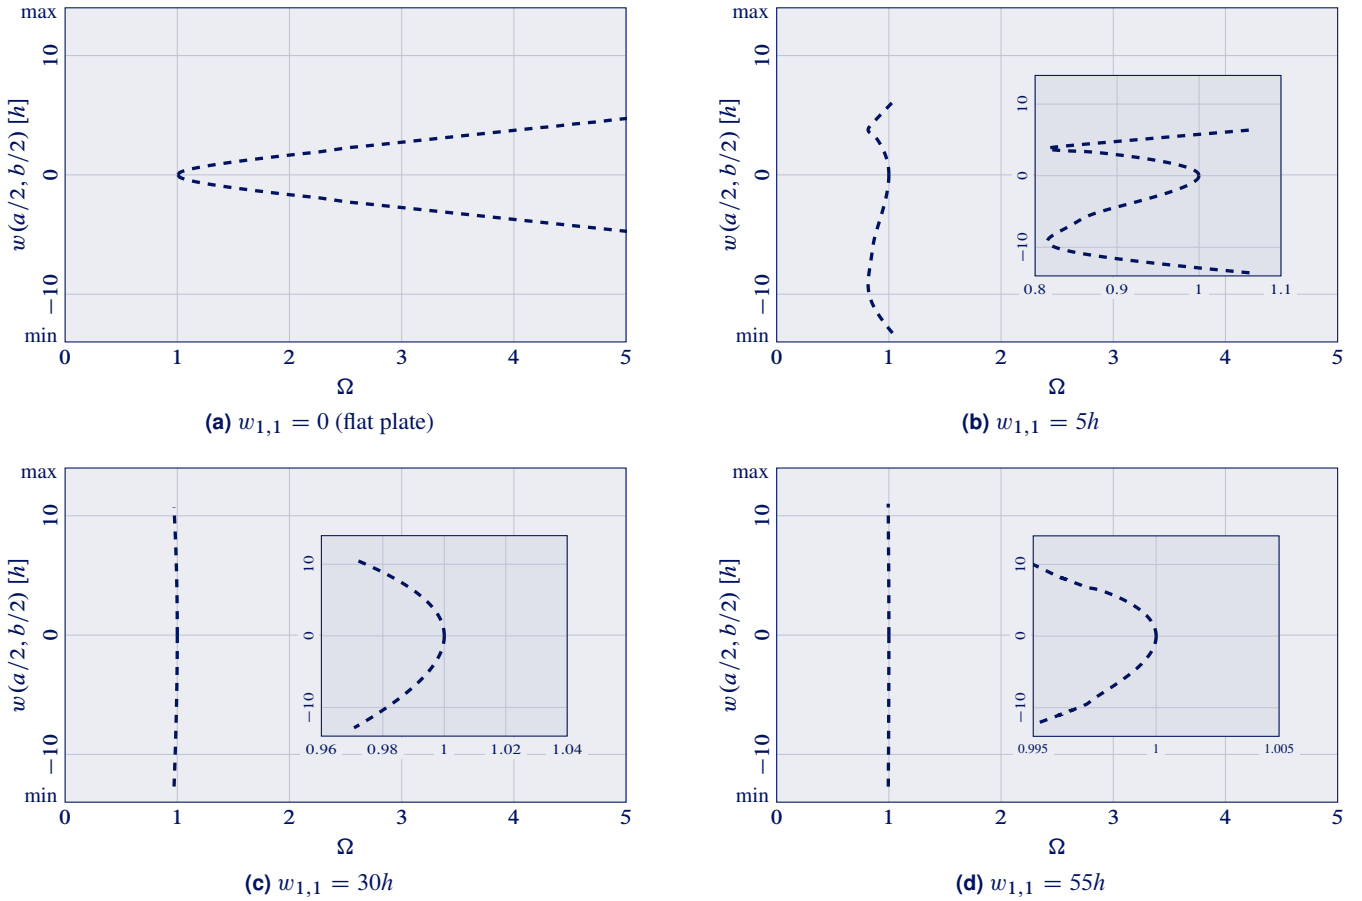 max
10
0
−10
min
w(a/2, b/2) [h]
0 1 2 3 4 5
Ω
(a) w1,1 = 0 (flat plate)
max
10
0
−10
min
w(a/2, b/2) [h]
10
0
−10
0.8 0.9 1 1.1
0 1 2 3 4 5
Ω
(b) w1,1 = 5h
max
10
0
−10
min
w(a/2, b/2) [h]
10
0
−10
0.96 0.98 1 1.02 1.04
0 1 2 3 4 5
Ω
(c) w1,1 = 30h
max
10
0
−10
min
w(a/2, b/2) [h]
10
0
−10
0.995 1 1.005
0 1 2 3 4 5
Ω
(d) w1,1 = 55h